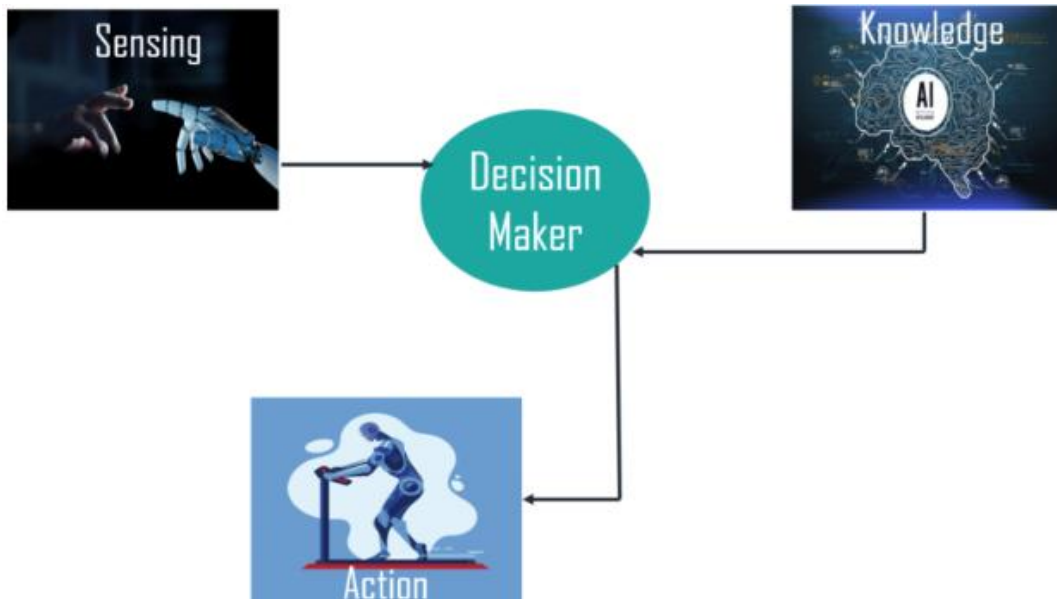 Sensing
Knowledge
AI
Decision
Maker
Action